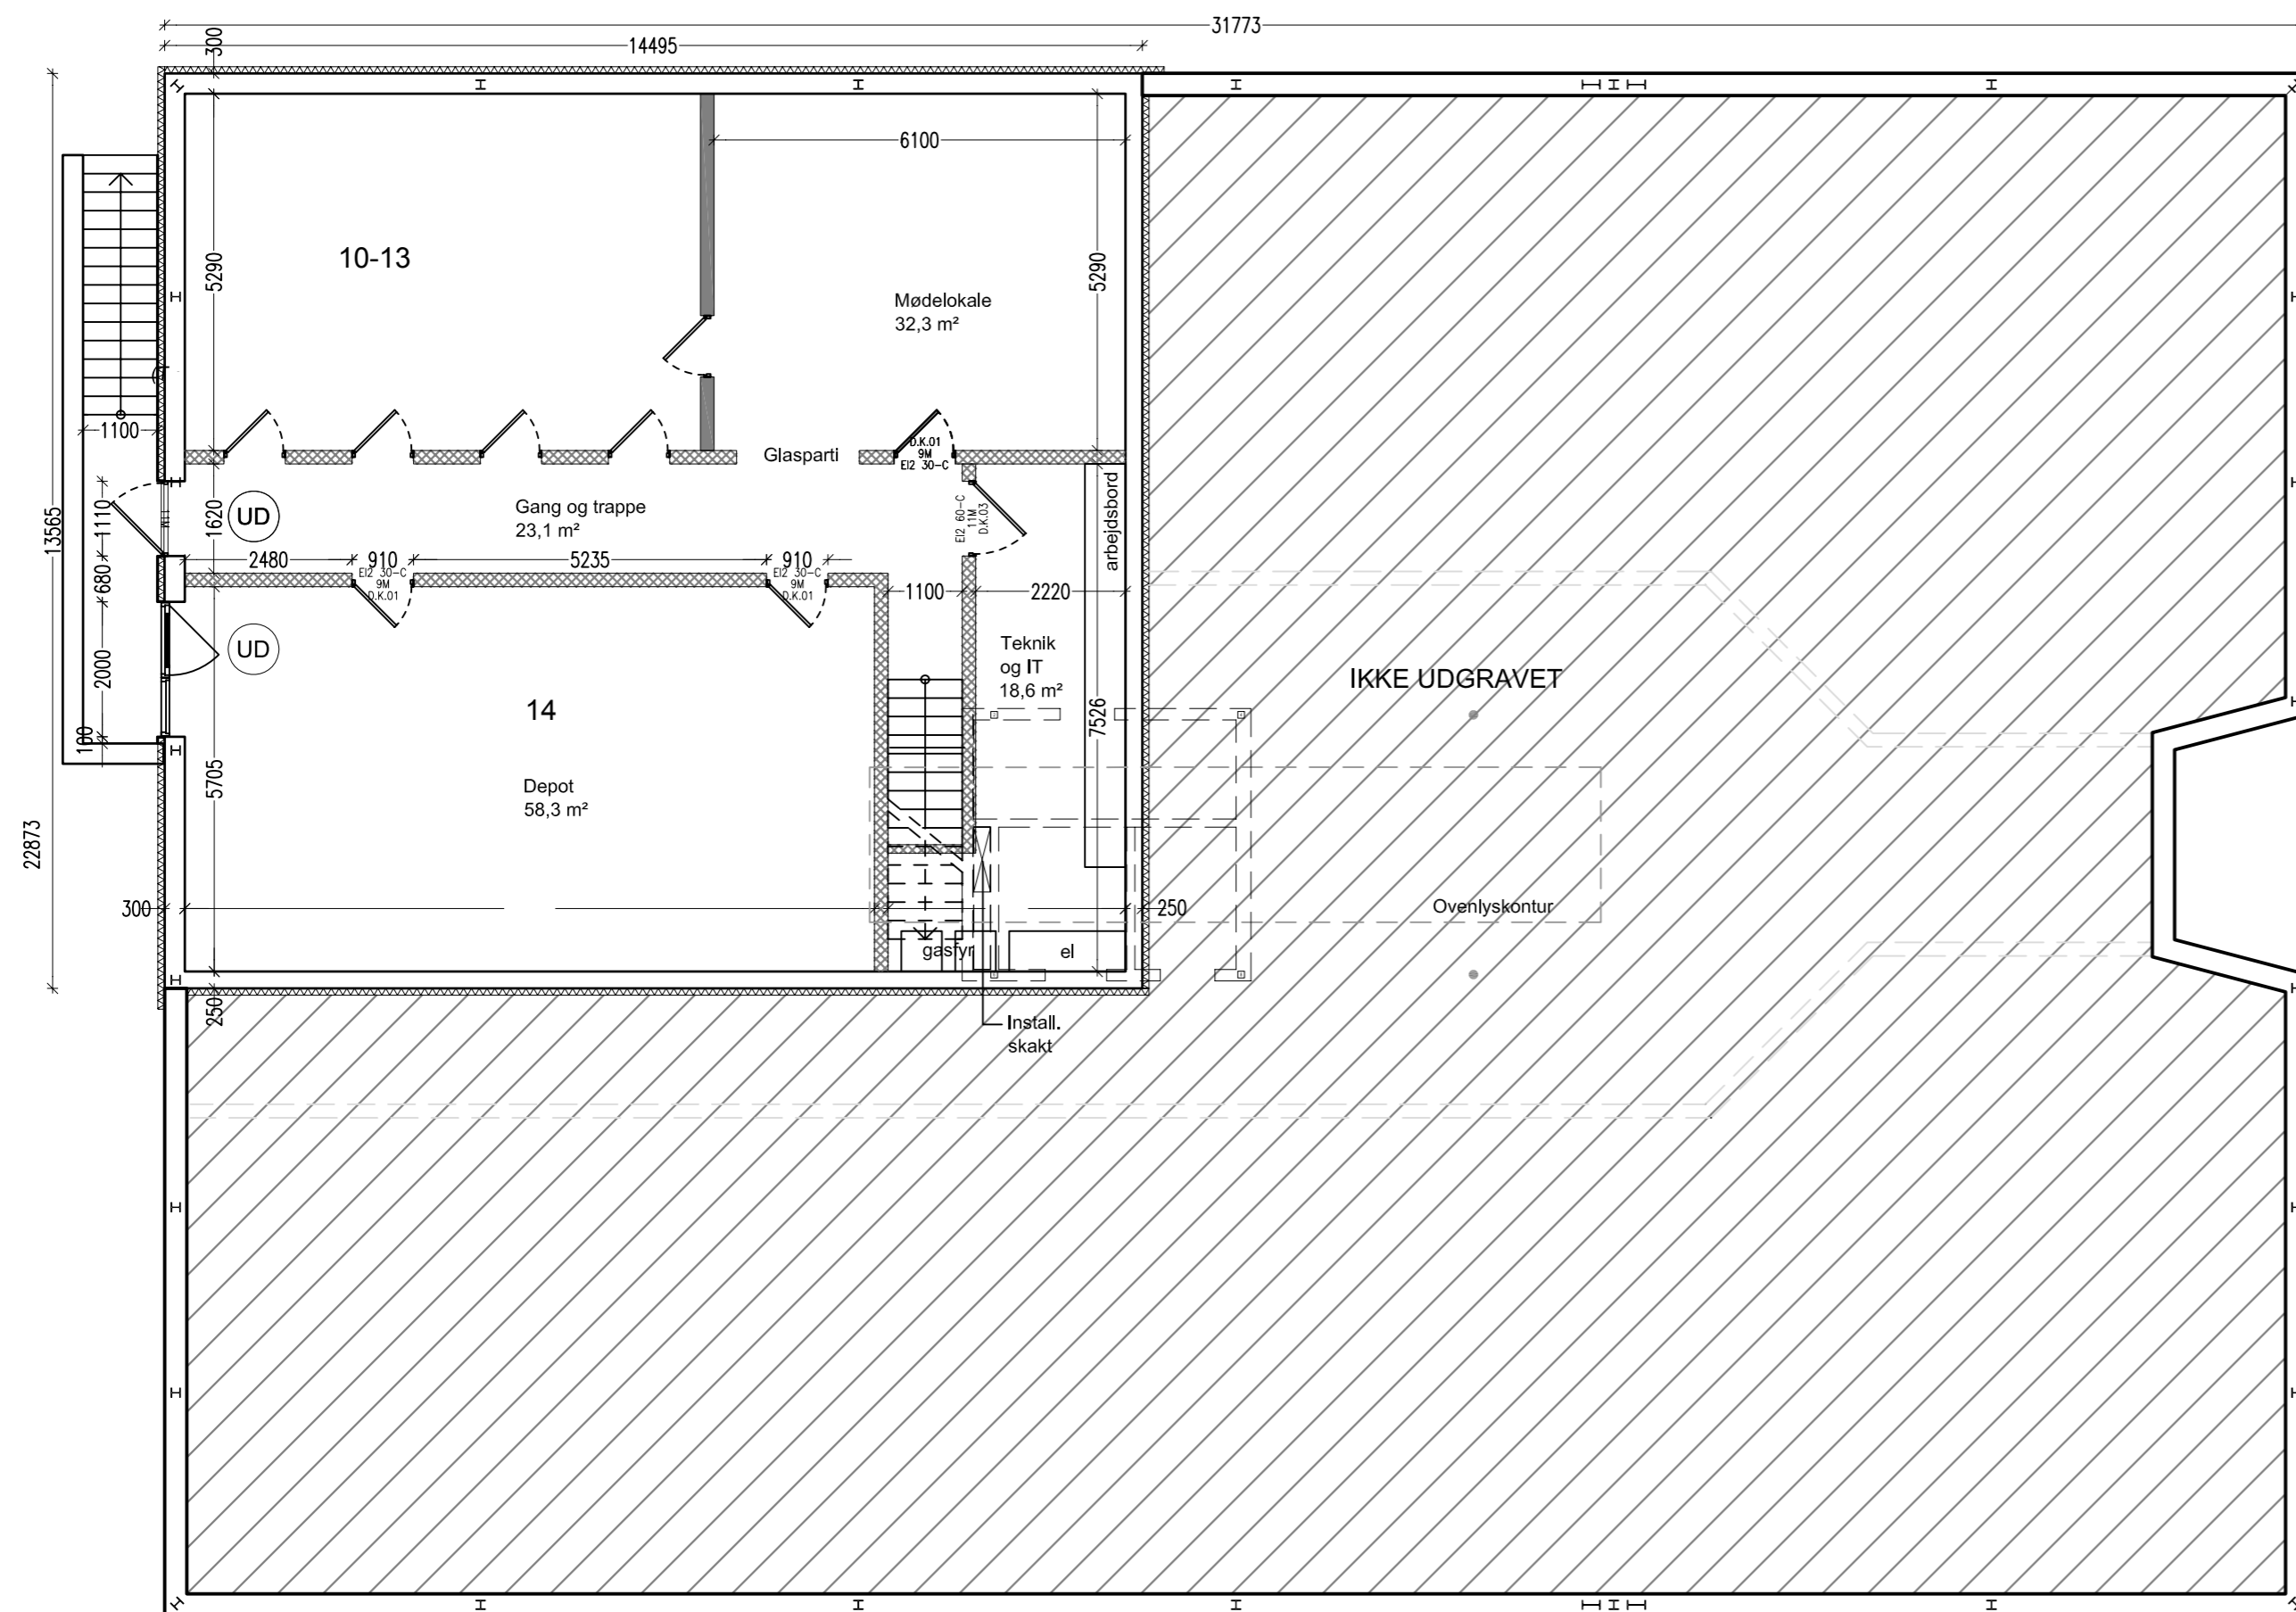 31773
14495
300
6100
10-13
5290
5290
Mødelokale
32,3 m²
1100
D.K.01
9M
EI2 30-C
Glasparti
arbejdsbord
Gang og trappe
23,1 m²
UD
1110
1620
13565
EI2 60-C
11M
D.K.03
2480
910
5235
910
680
EI2 30-C
9M
D.K.01
EI2 30-C
9M
D.K.01
1100
2220
UD
2000
Teknik
og IT
18,6 m²
IKKE UDGRAVET
14
7526
100
5705
Depot
58,3 m²
22873
300
250
Ovenlyskontur
gasfyr
el
250
Install.
skakt